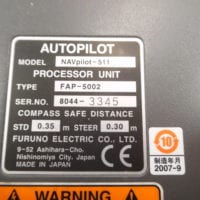 AUTOPILOT
MODEL NAVpilot-511
PROCESSOR UNIT
TYPE FAP-5002
SER.NO. 8044-3345
COMPASS SAFE DISTANCE
STD 0.35 m STEER 0.30 m
FURUNO ELECTRIC CO., LTD.
9-52 Ashihara-Cho,
Nishinomiya City, Japan
MADE IN JAPAN
10
制造年月
2007-9
WARNING